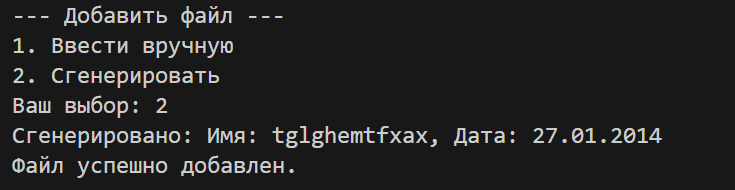 --- Добавить файл ---
1. Ввести вручную
2. Сгенерировать
Ваш выбор: 2
Сгенерировано: Имя: tglghemtfxax, Дата: 27.01.2014
Файл успешно добавлен.